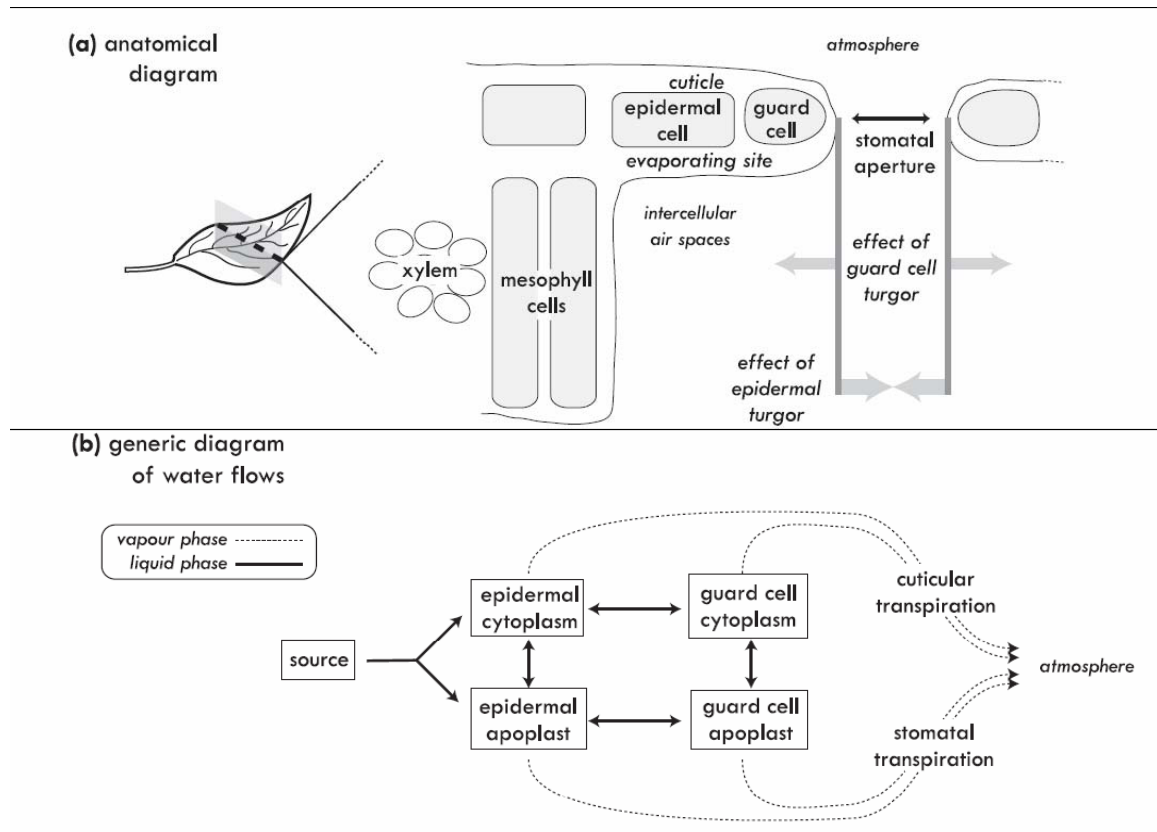 (a) anatomical
diagram
atmosphere
cuticle
epidermal
cell
guard
cell
stomatal
aperture
evaporating site
intercellular
air spaces
xylem
mesophyll
cells
effect of
guard cell
turgor
effect of
epidermal
turgor
(b) generic diagram
of water flows
vapour phase
liquid phase
epidermal
cytoplasm
guard cell
cytoplasm
cuticular
transpiration
source
atmosphere
epidermal
apoplast
guard cell
apoplast
stomatal
transpiration